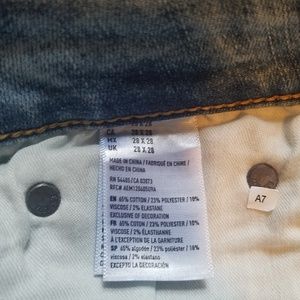 CA 28 X 28
MX 28 X 28
UK 28 X 28
MADE IN CHINA / FABRIQUÉ EN CHINE /
HECHO EN CHINA
RN 54485 / CA 03873
EN 65% COTTON / 23% POLYESTER / 10%
VISCOSE / 2% ELASTANE
EXCLUSIVE OF DECORATION
FR 65% COTON / 23% POLYESTER / 10%
VISCOSE / 2% ÉLASTHANNE
À L'EXCEPTION DE LA GARNITURE
SP 65% algodón / 23% poliéster / 10%
viscosa / 2% elastano
EXCEPTO LA DECORACIÓN
A7